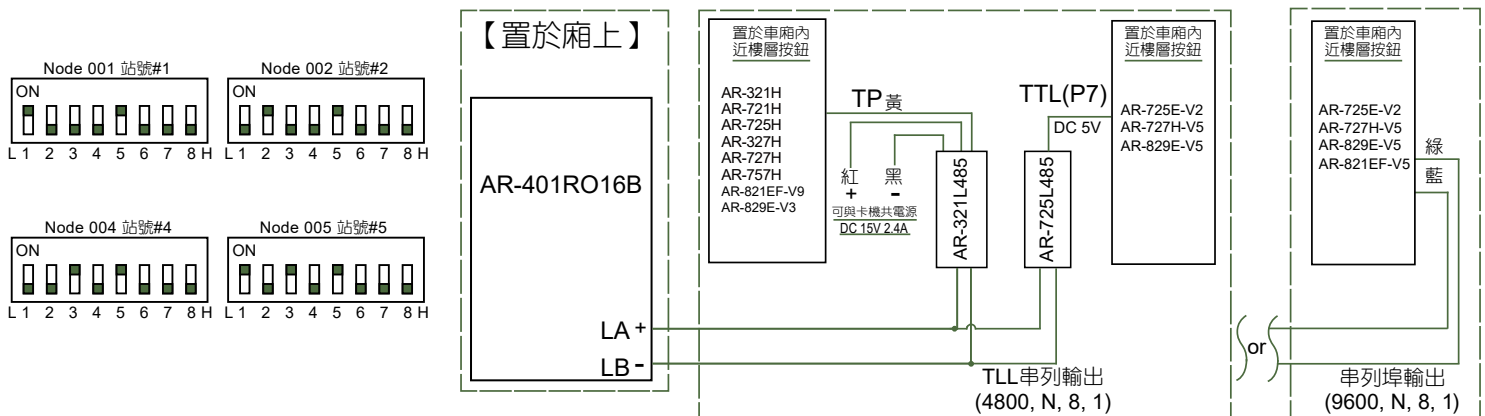 Node 001 站號#1
ON
L 1 2 3 4 5 6 7 8 H
Node 002 站號#2
ON
L 1 2 3 4 5 6 7 8 H
Node 004 站號#4
ON
L 1 2 3 4 5 6 7 8 H
Node 005 站號#5
ON
L 1 2 3 4 5 6 7 8 H
【置於廂上】
AR-401RO16B
LA +
LB -
置於車廂內
近樓層按鈕
AR-321H
AR-721H
AR-725H
AR-327H
AR-727H
AR-757H
AR-821EF-V9
AR-829E-V3
TP 黃
紅 黑
+ -
可與卡機共電源
DC 15V 2.4A
AR-321L485
TTL(P7)
DC 5V
AR-725L485
置於車廂內
近樓層按鈕
AR-725E-V2
AR-727H-V5
AR-829E-V5
TLL串列輸出
(4800, N, 8, 1)
or
置於車廂內
近樓層按鈕
AR-725E-V2
AR-727H-V5
AR-829E-V5
AR-821EF-V5
綠
藍
串列埠輸出
(9600, N, 8, 1)